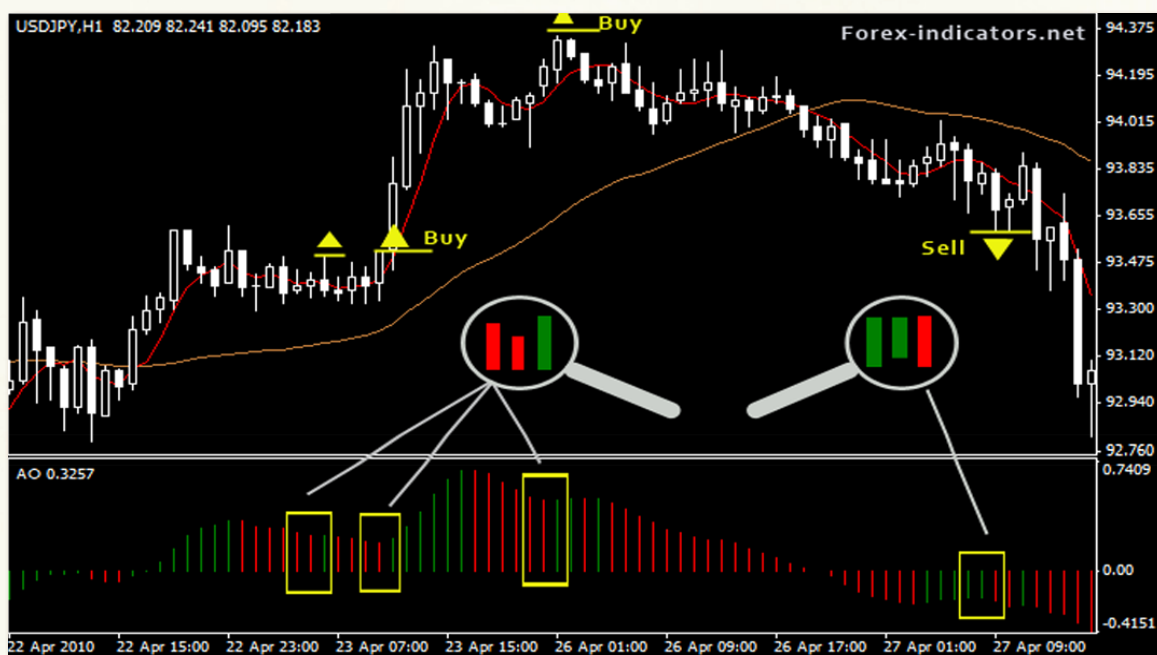 USDJPY,H1 82.209 82.241 82.095 82.183
Buy
Forex-indicators.net
94.375
94.195
94.015
93.835
93.655
93.475
93.300
93.120
92.940
92.760
Buy
Sell
AO 0.3257
0.7409
0.00
-0.4151
22 Apr 2010 22 Apr 15:00 22 Apr 23:00 23 Apr 07:00 23 Apr 15:00 26 Apr 01:00 26 Apr 09:00 26 Apr 17:00 27 Apr 01:00 27 Apr 09:00